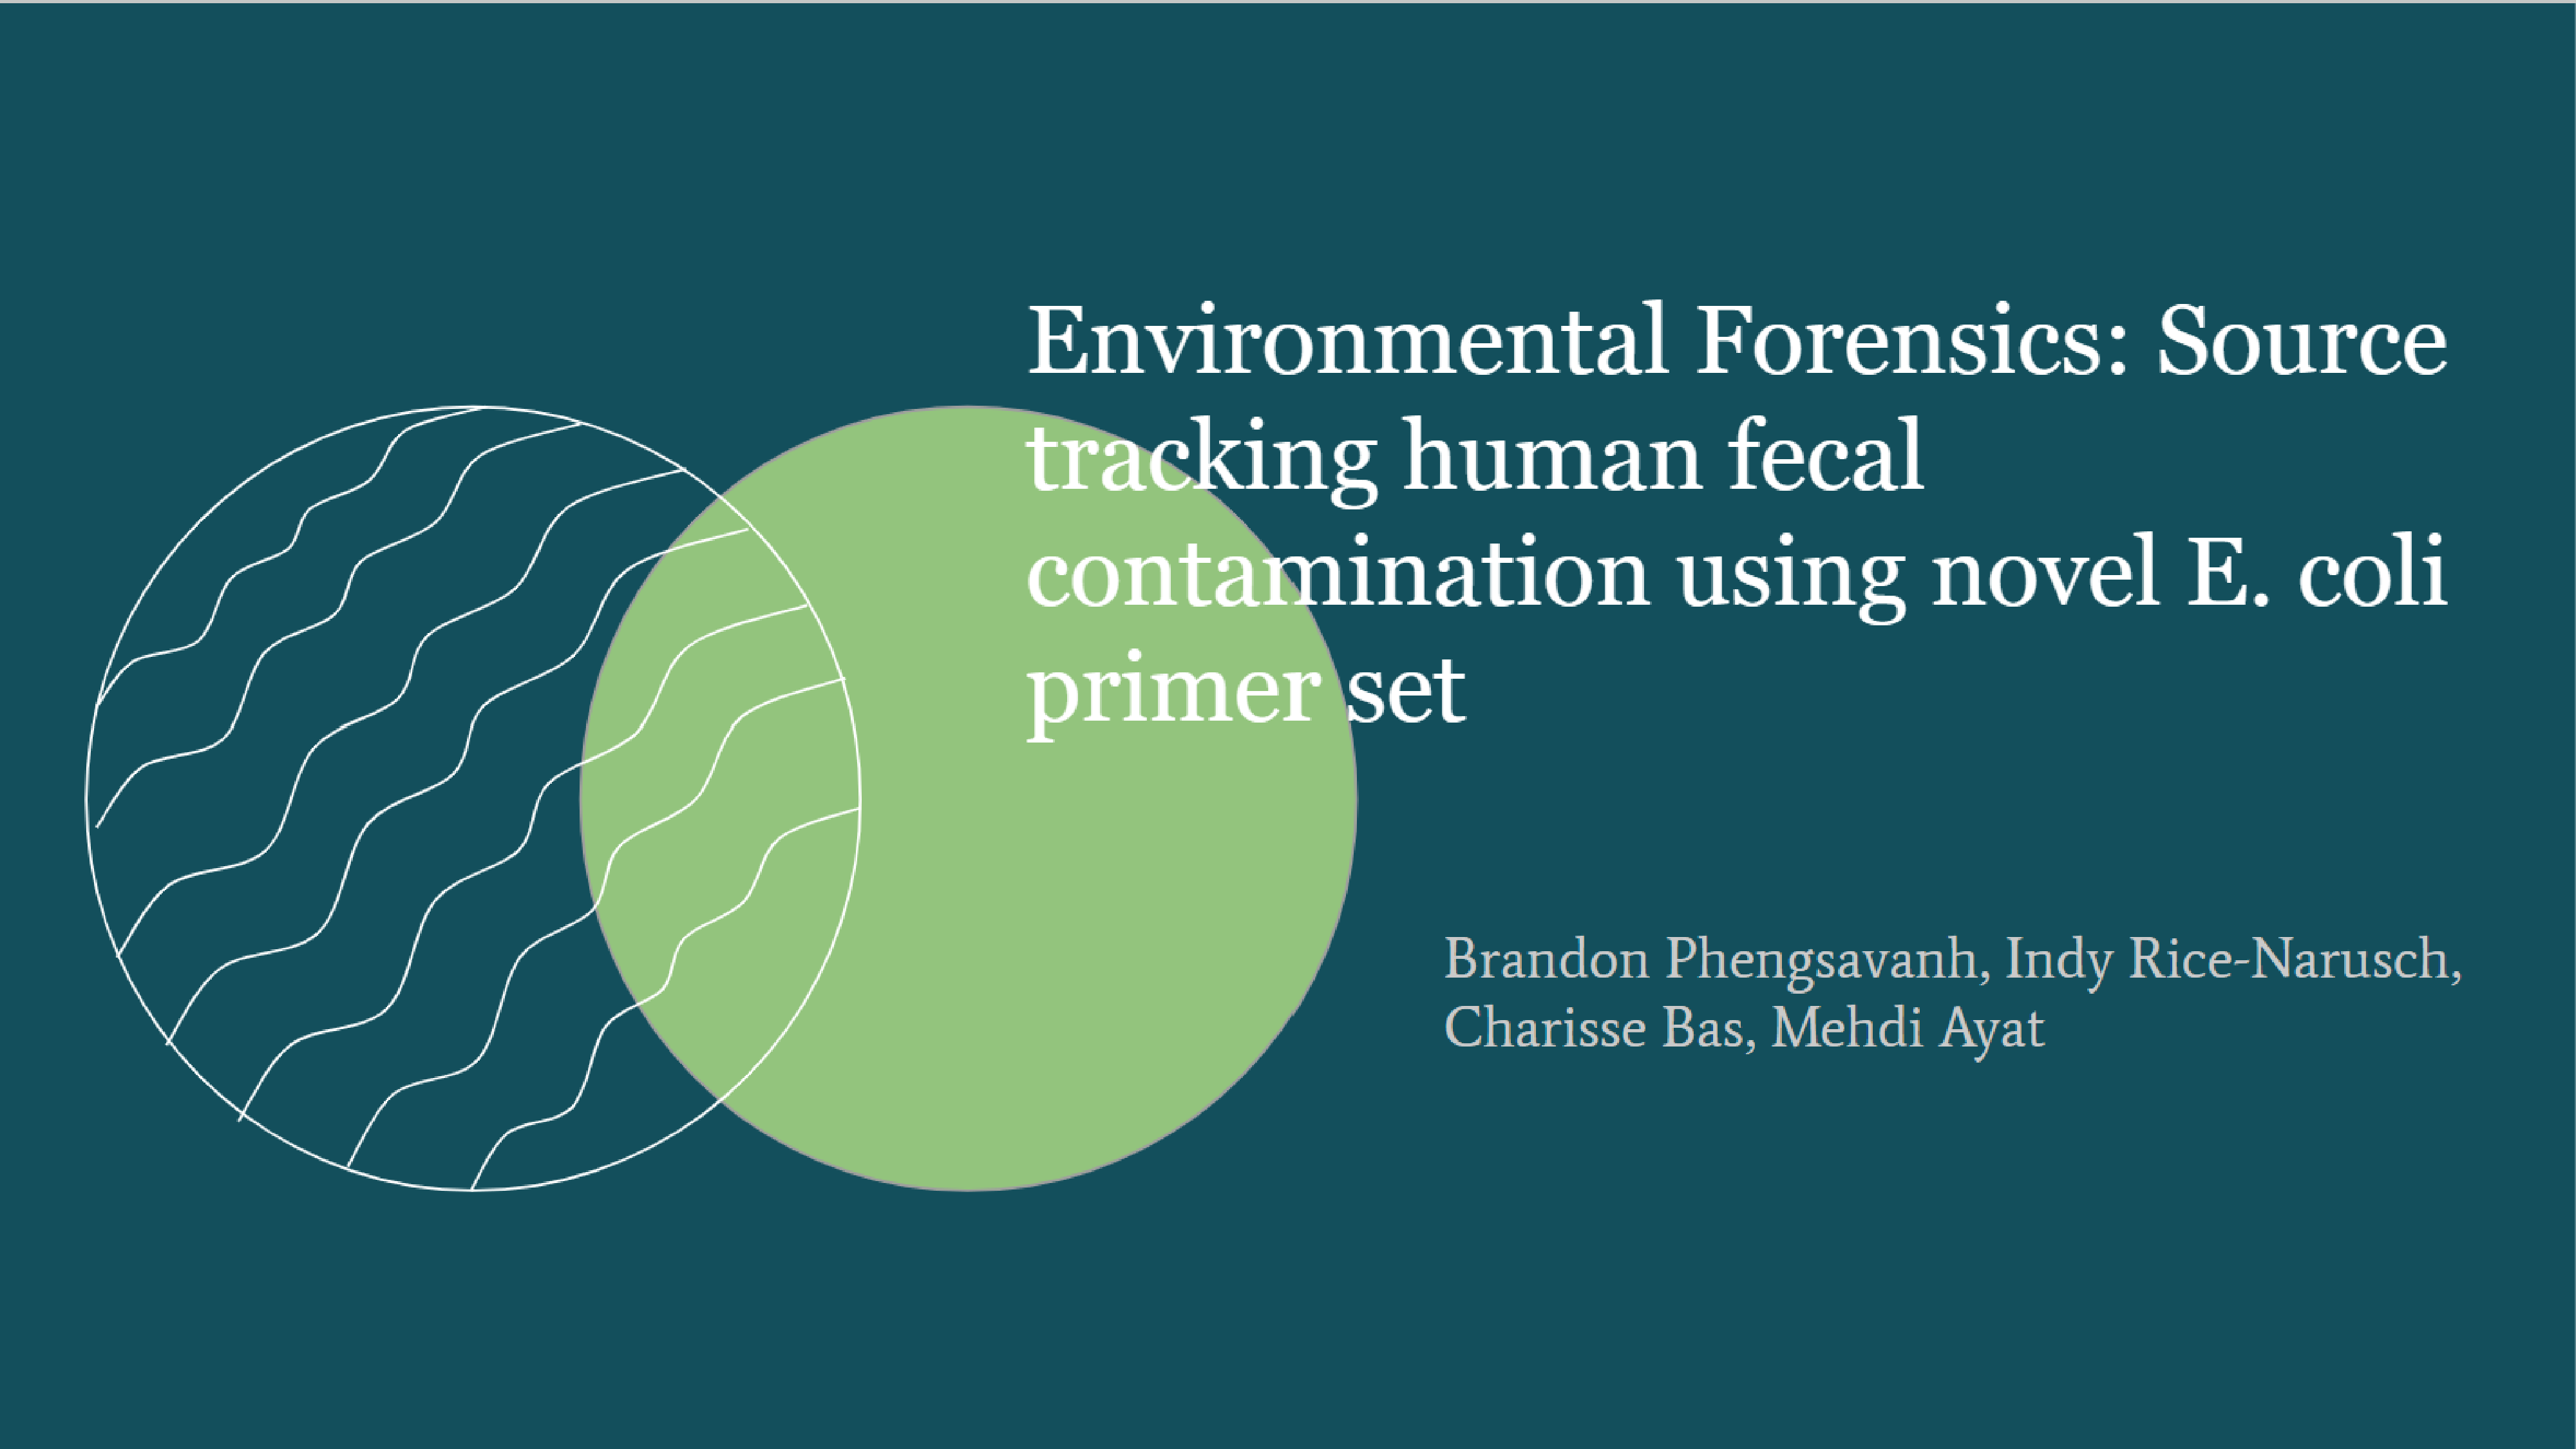 Environmental Forensics: Source
tracking human fecal
contamination using novel E. coli
primer set
Brandon Phengsavanh, Indy Rice-Narusch,
Charisse Bas, Mehdi Ayat